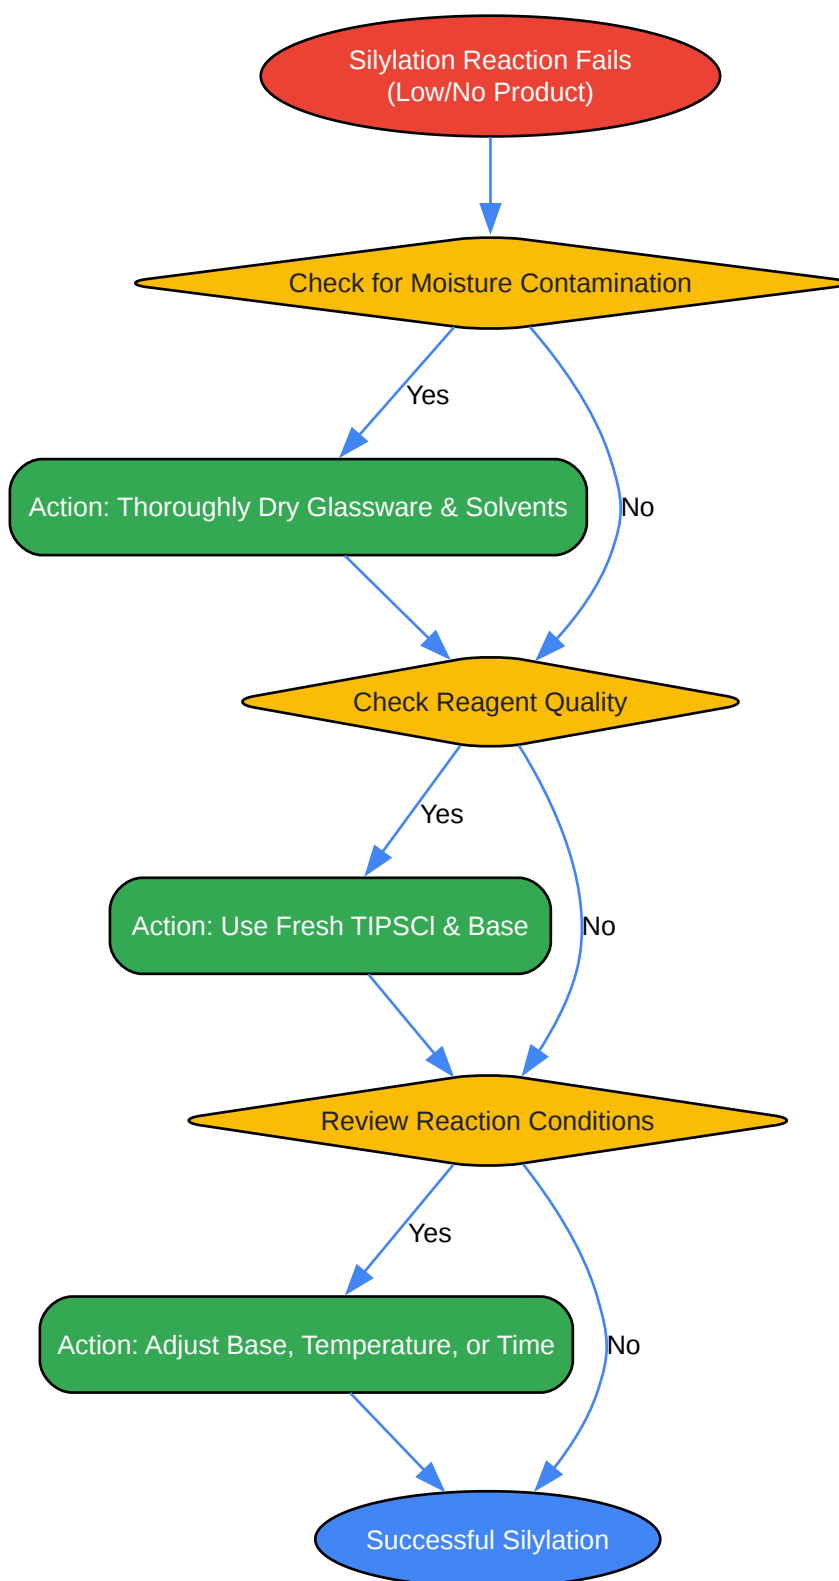 Silylation Reaction Fails
(Low/No Product)
Check for Moisture Contamination
Yes
Action: Thoroughly Dry Glassware & Solvents
No
Check Reagent Quality
Yes
Action: Use Fresh TIPSCl & Base
No
Review Reaction Conditions
Yes
Action: Adjust Base, Temperature, or Time
No
Successful Silylation